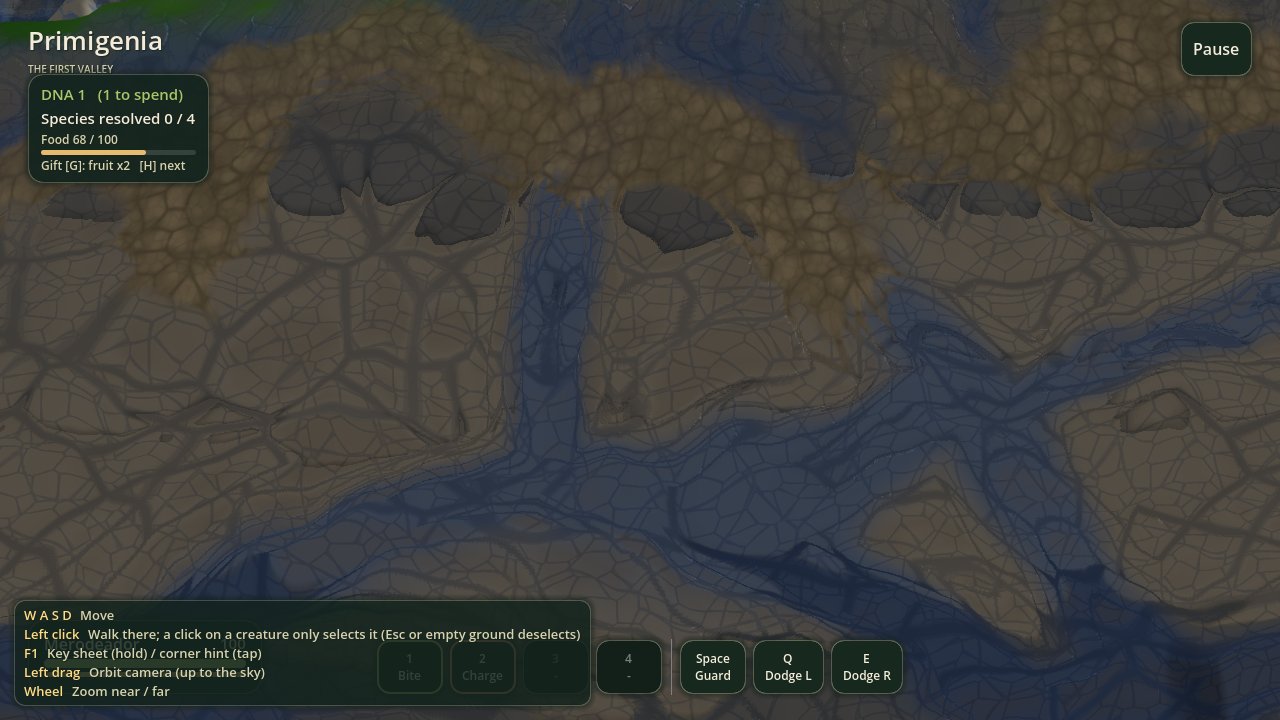 Primigenia
THE FIRST VALLEY
DNA 1 (1 to spend)
Species resolved 0 / 4
Food 68 / 100
Gift [G]: fruit x2 [H] next
Pause
W A S D Move
Left click Walk there; a click on a creature only selects it (Esc or empty ground deselects)
F1 Key sheet (hold) / corner hint (tap)
Left drag Orbit camera (up to the sky)
Wheel Zoom near / far
Merodeador 100
1
Bite
2
Charge
3
-
4
-
Space
Guard
Q
Dodge L
E
Dodge R